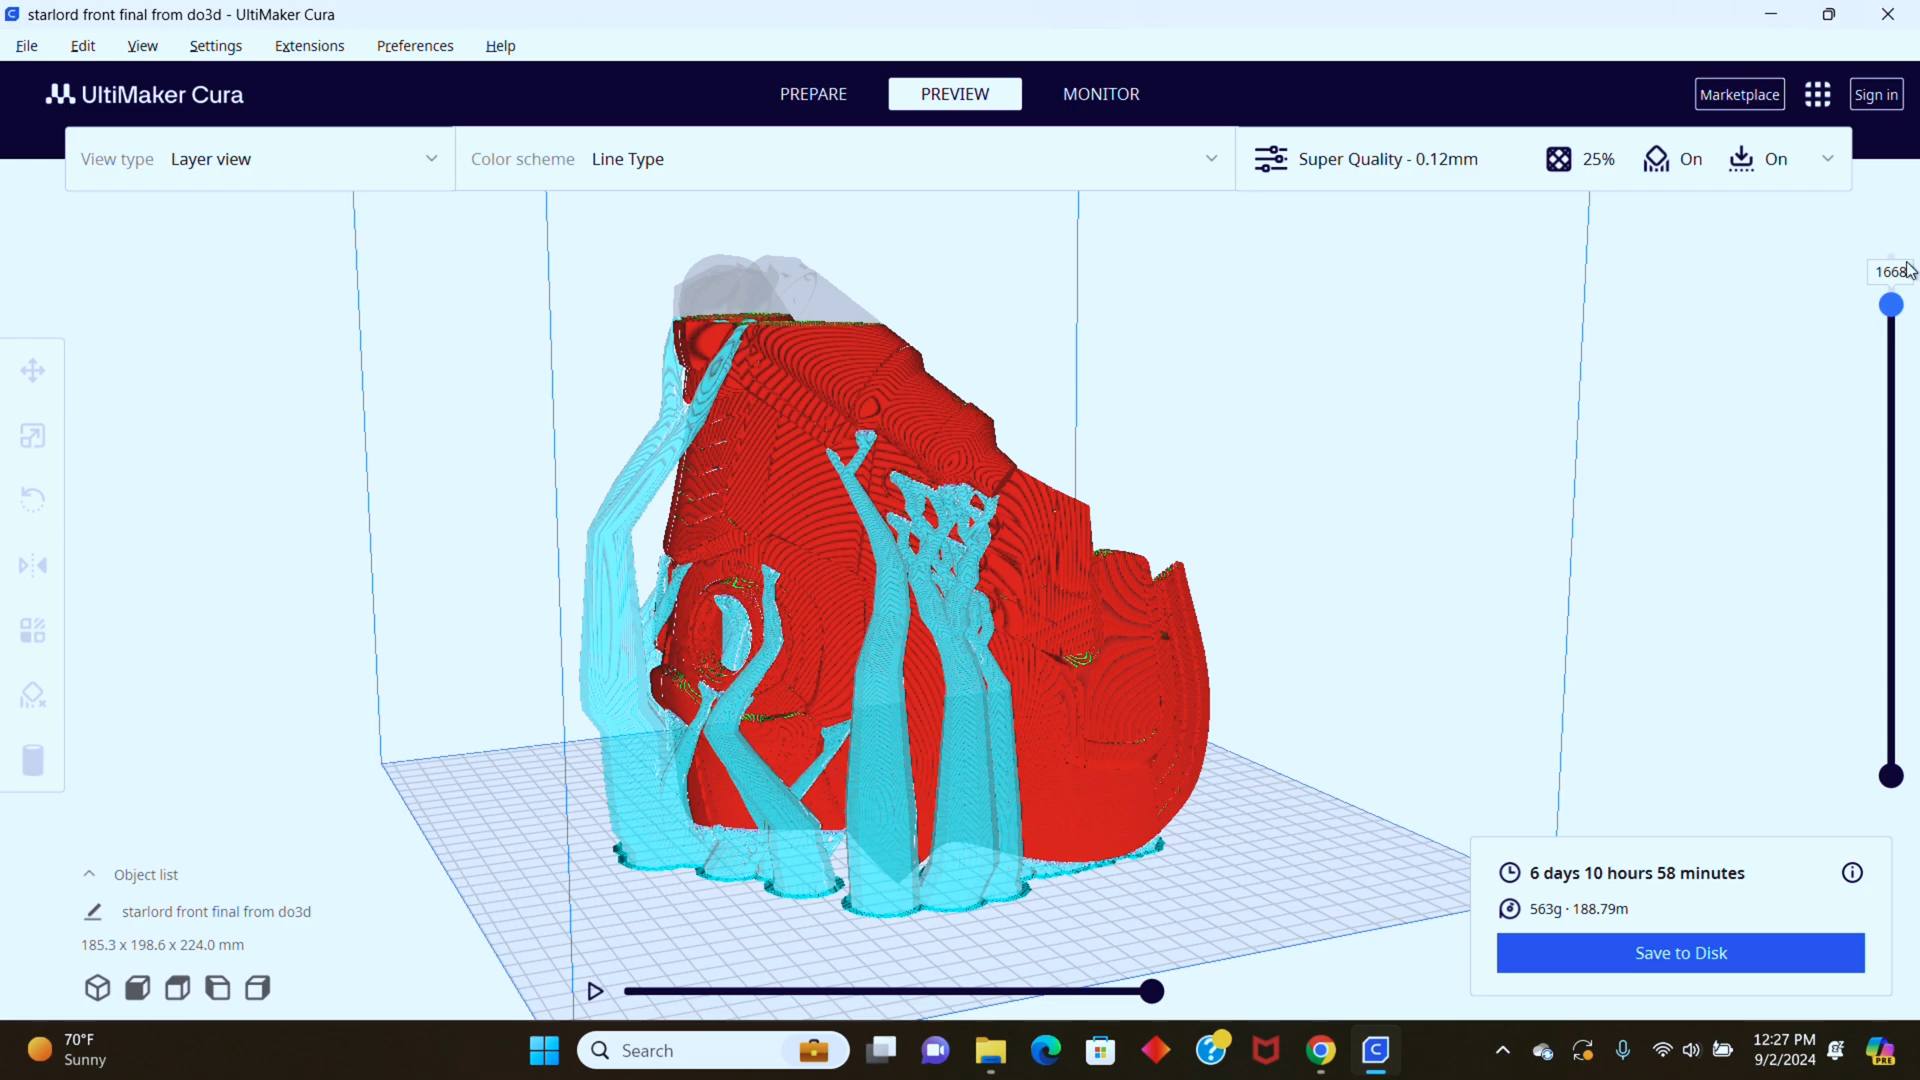 starlord front final from do3d - UltiMaker Cura
File Edit View Settings Extensions Preferences Help
UltiMaker Cura PREPARE PREVIEW MONITOR Marketplace Sign in
View type Layer view Color scheme Line Type Super Quality - 0.12mm 25% On On
1668
Object list
starlord front final from do3d
185.3 x 198.6 x 224.0 mm
6 days 10 hours 58 minutes
563g · 188.79m
Save to Disk
70°F
Sunny
Search
12:27 PM
9/2/2024
PRE